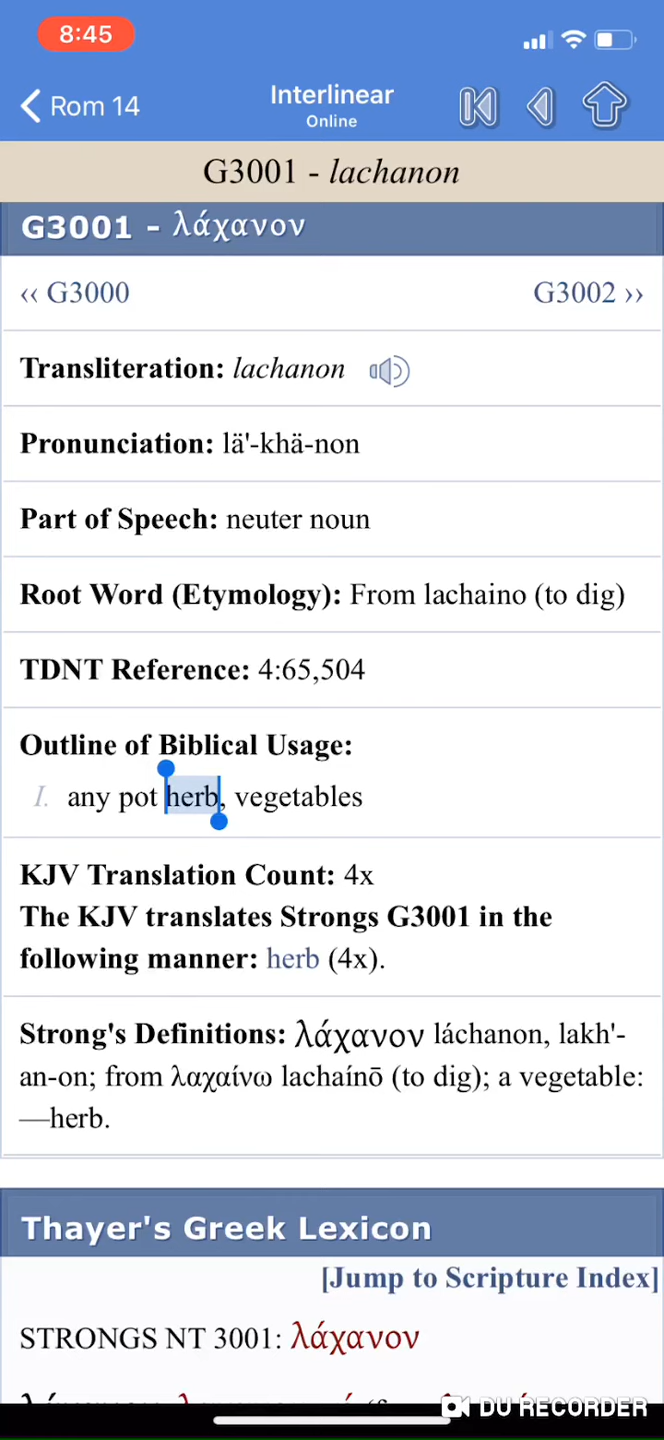 8:45
Rom 14
Interlinear
Online
G3001 - lachanon
G3001 - λάχανον
‹‹ G3000
G3002 ››
Transliteration: lachanon
Pronunciation: lä'-khä-non
Part of Speech: neuter noun
Root Word (Etymology): From lachaino (to dig)
TDNT Reference: 4:65,504
Outline of Biblical Usage:
I. any pot herb, vegetables
KJV Translation Count: 4x
The KJV translates Strongs G3001 in the
following manner: herb (4x).
Strong's Definitions: λάχανον láchanon, lakh'-
an-on; from λαχαίνω lachaínō (to dig); a vegetable:
—herb.
Thayer's Greek Lexicon
[Jump to Scripture Index]
STRONGS NT 3001: λάχανον
DU RECORDER